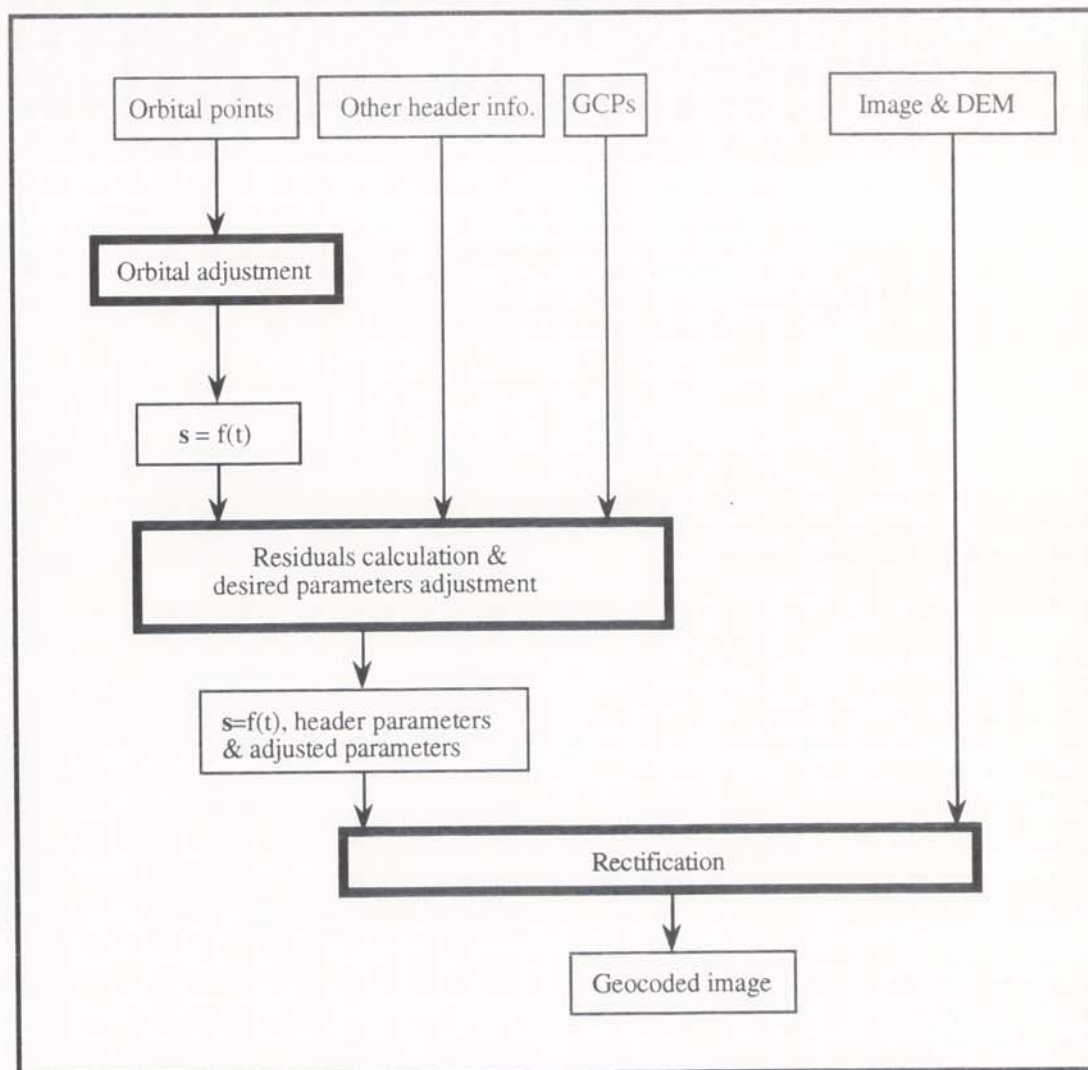 Orbital points
Other header info.
GCPs
Image & DEM
Orbital adjustment
s = f(t)
Residuals calculation &
desired parameters adjustment
s=f(t), header parameters
& adjusted parameters
Rectification
Geocoded image